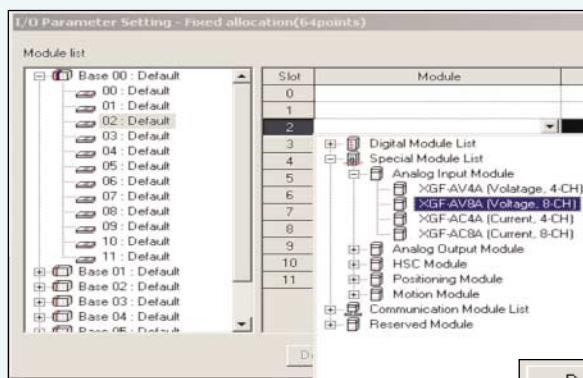 I/O Parameter Setting - Fixed allocation(64points)
Module list
Base 00 : Default
00 : Default
01 : Default
02 : Default
03 : Default
04 : Default
05 : Default
06 : Default
07 : Default
08 : Default
09 : Default
10 : Default
11 : Default
Base 01 : Default
Base 02 : Default
Base 03 : Default
Base 04 : Default
Base 05 : Default
Slot
Module
0
1
2
3
4
5
6
7
8
9
10
11
Digital Module List
Special Module List
Analog Input Module
XGF-AV4A (Volatage, 4-CH)
XGF-AV8A (Voltage, 8-CH)
XGF-AC4A (Current, 4-CH)
XGF-AC8A (Current, 8-CH)
Analog Output Module
HSC Module
Positioning Module
Motion Module
Communication Module List
Reserved Module